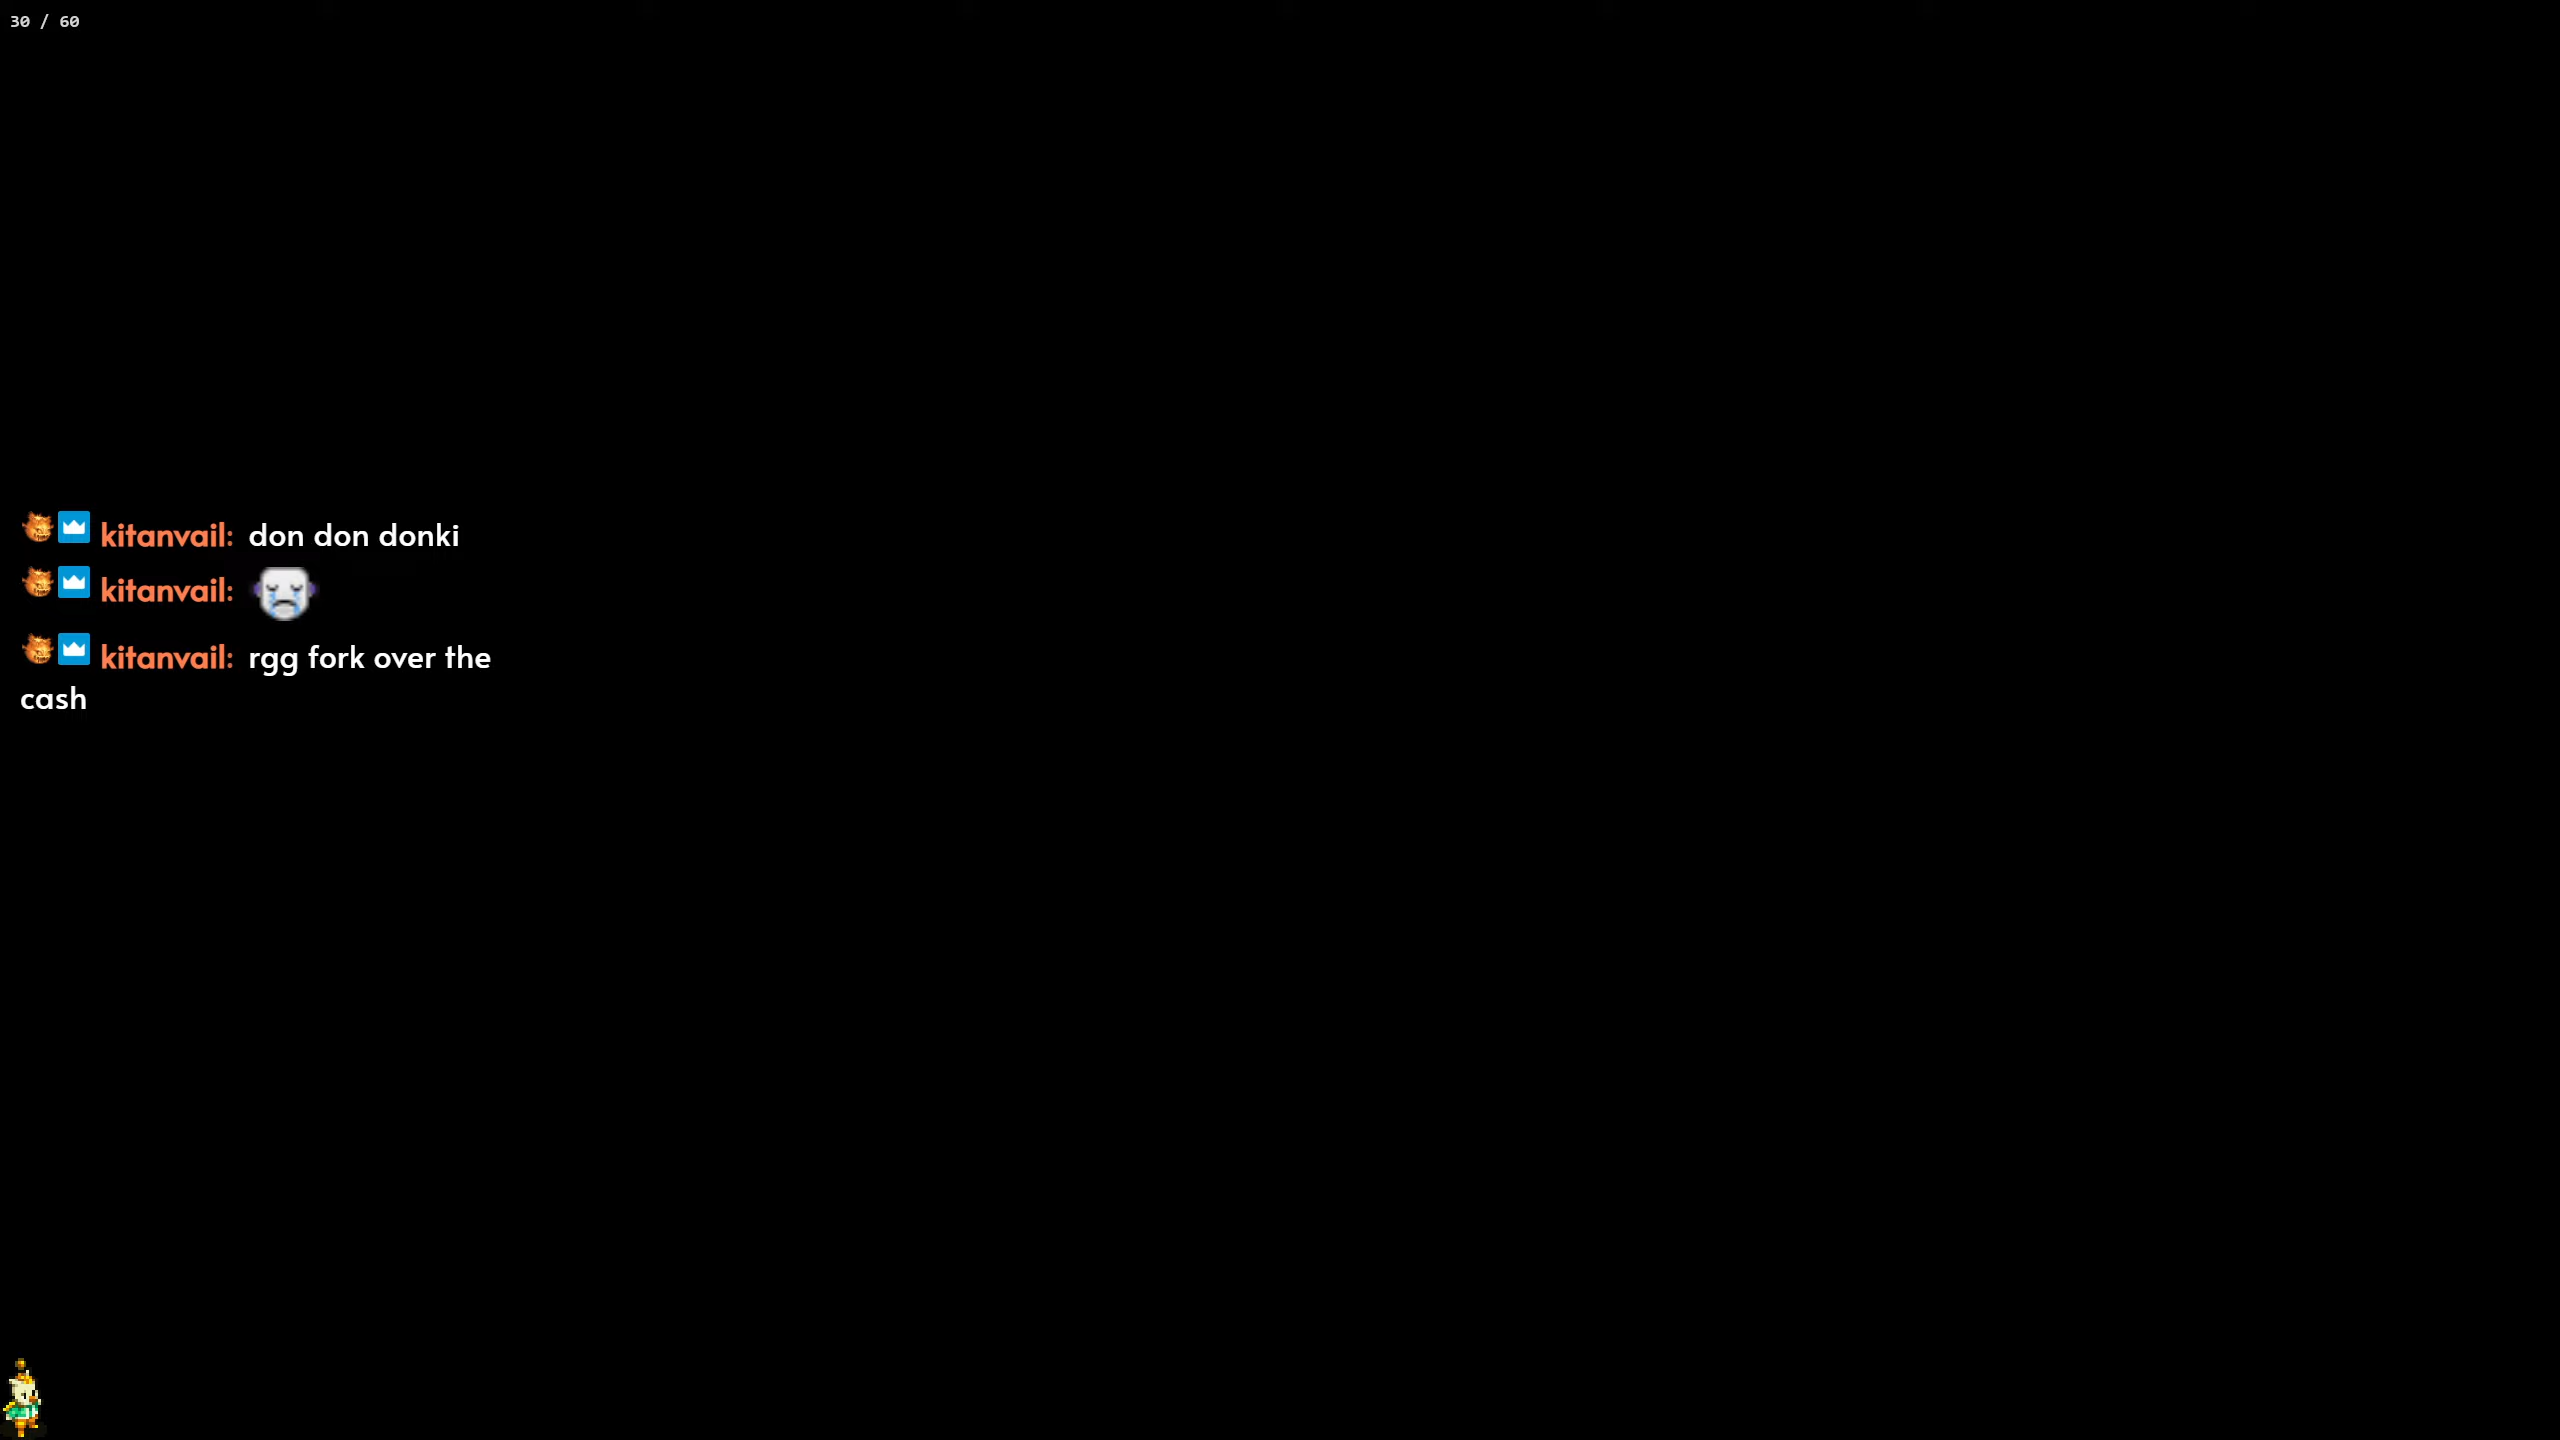 30 / 60
kitanvail: don don donki
kitanvail:
kitanvail: rgg fork over the
cash